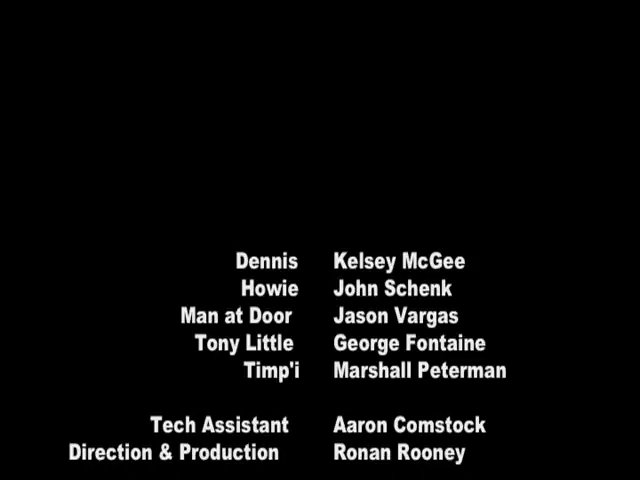 Dennis Kelsey McGee
Howie John Schenk
Man at Door Jason Vargas
Tony Little George Fontaine
Timp'i Marshall Peterman
Tech Assistant Aaron Comstock
Direction & Production Ronan Rooney